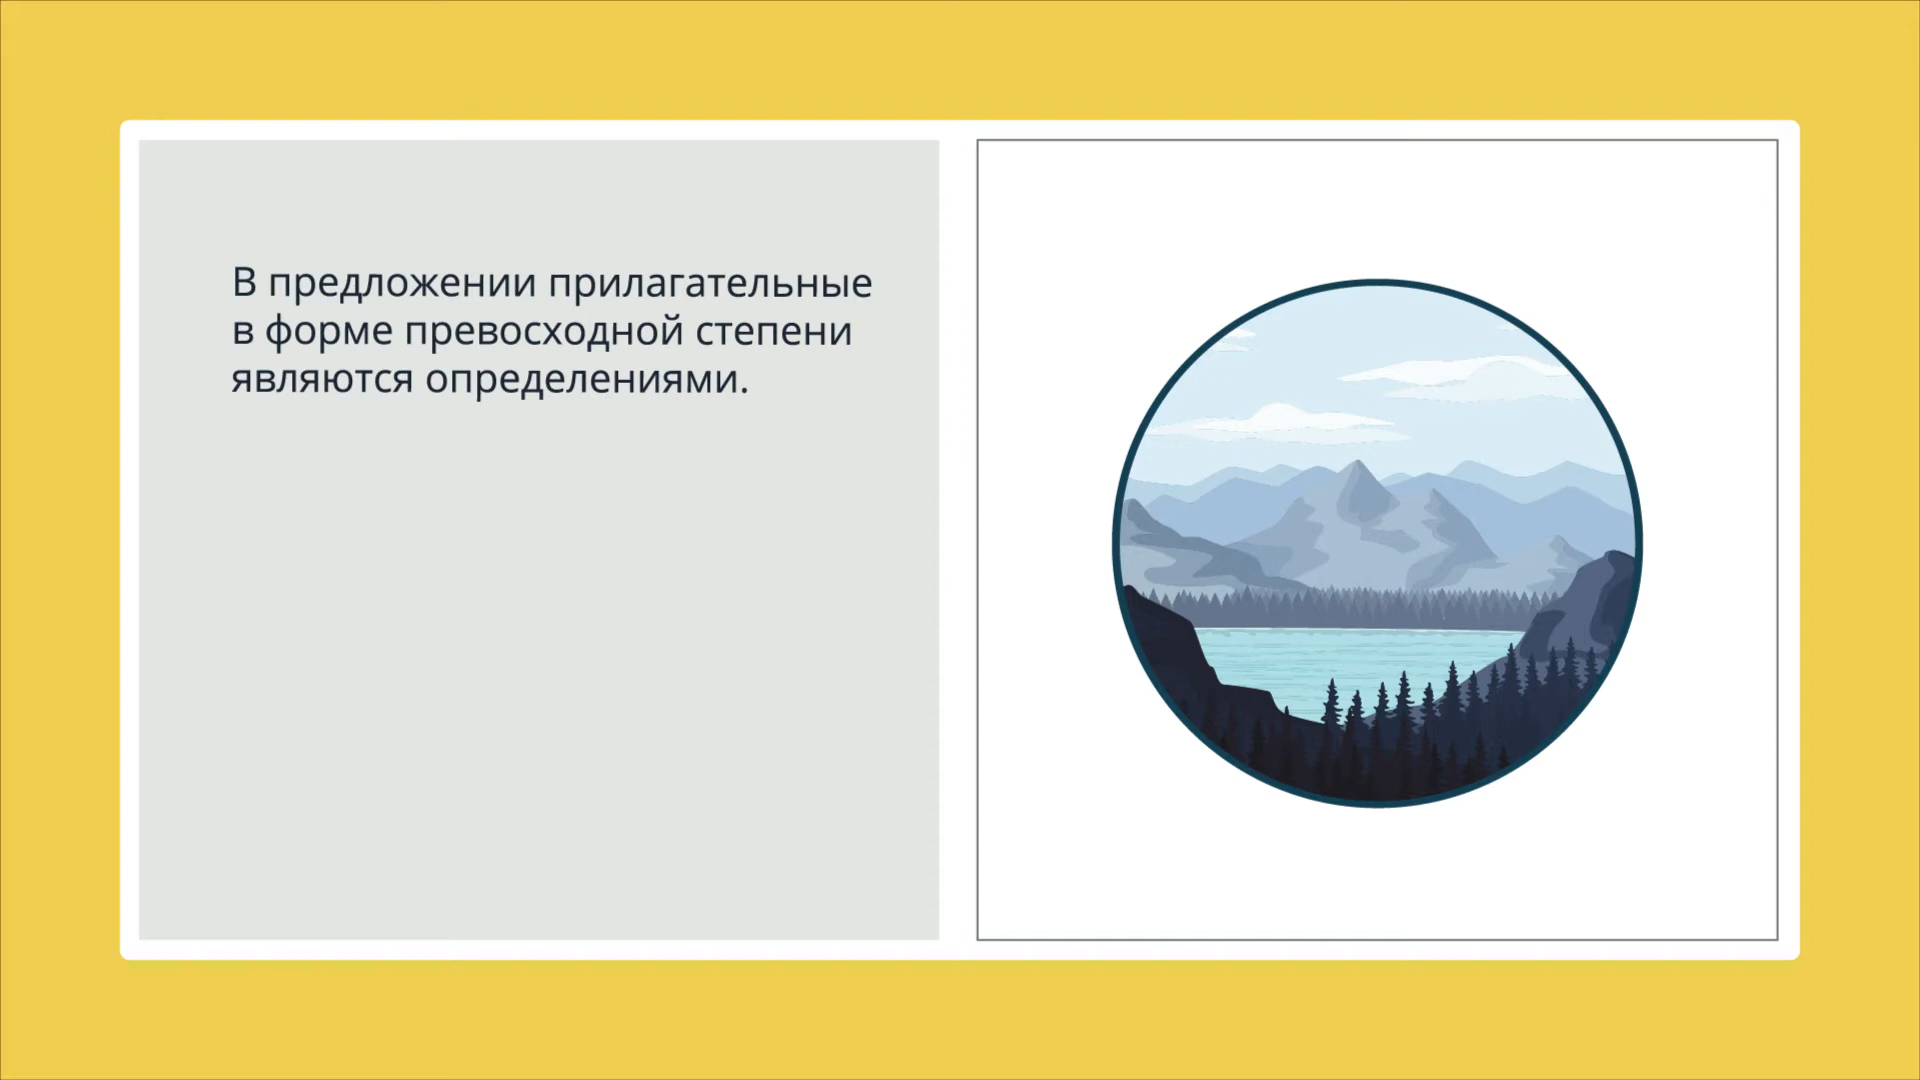 В предложении прилагательные
в форме превосходной степени
являются определениями.